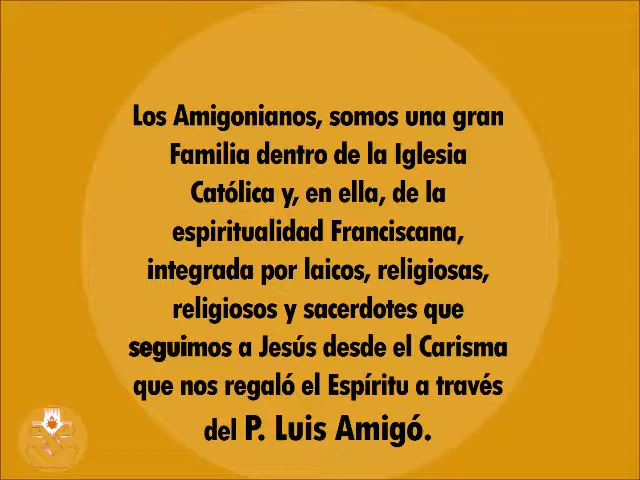 Los Amigonianos, somos una gran
Familia dentro de la Iglesia
Católica y, en ella, de la
espiritualidad Franciscana,
integrada por laicos, religiosas,
religiosos y sacerdotes que
seguimos a Jesús desde el Carisma
que nos regaló el Espíritu a través
del P. Luis Amigó.